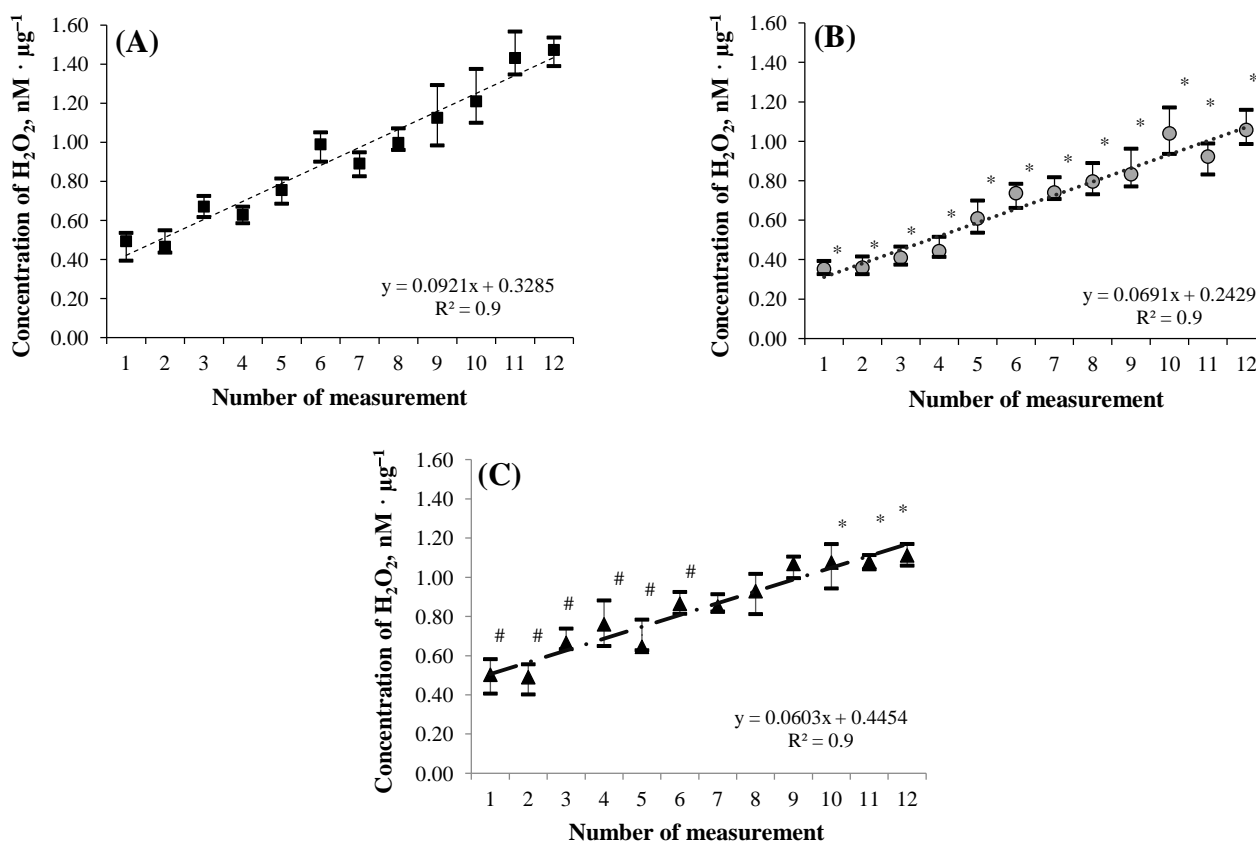 (A)
Concentration of H₂O₂, nM · μg⁻¹
1.60
1.40
1.20
1.00
0.80
0.60
0.40
0.20
0.00
y = 0.0921x + 0.3285
R² = 0.9
1 2 3 4 5 6 7 8 9 10 11 12
Number of measurement
(B)
Concentration of H₂O₂, nM · μg⁻¹
1.60
1.40
1.20
1.00
0.80
0.60
0.40
0.20
0.00
* * * * * * * * * * * *
y = 0.0691x + 0.2429
R² = 0.9
1 2 3 4 5 6 7 8 9 10 11 12
Number of measurement
(C)
Concentration of H₂O₂, nM · μg⁻¹
1.60
1.40
1.20
1.00
0.80
0.60
0.40
0.20
0.00
# # # # # # * * *
y = 0.0603x + 0.4454
R² = 0.9
1 2 3 4 5 6 7 8 9 10 11 12
Number of measurement